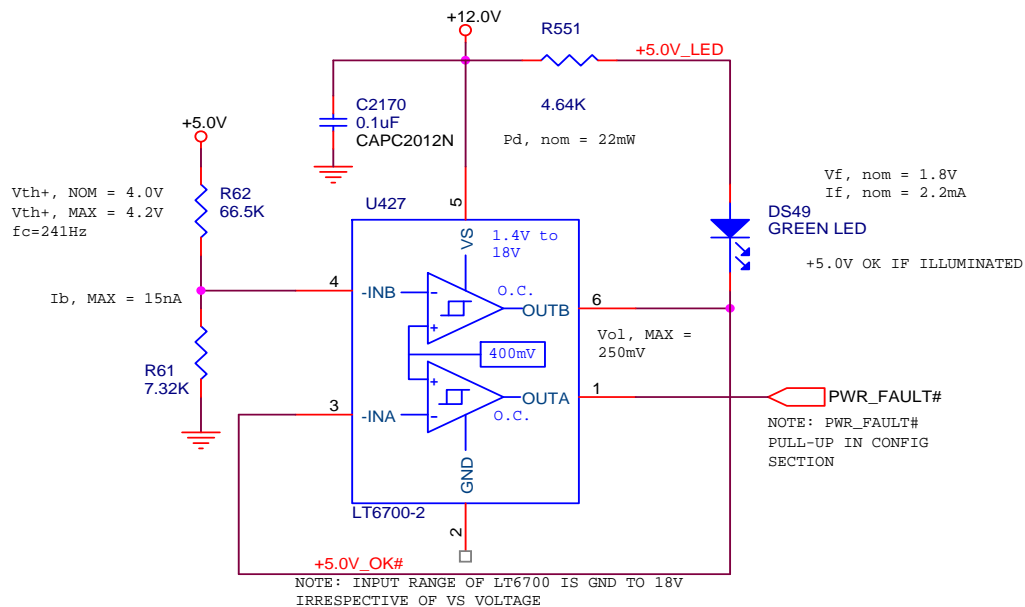 +12.0V
R551
+5.0V_LED
4.64K
Pd, nom = 22mW
C2170
0.1uF
CAPC2012N
+5.0V
Vth+, NOM = 4.0V
Vth+, MAX = 4.2V
fc=241Hz
R62
66.5K
Vf, nom = 1.8V
If, nom = 2.2mA
DS49
GREEN LED
+5.0V OK IF ILLUMINATED
U427
5
VS
1.4V to
18V
4
-INB
O.C.
OUTB
6
Ib, MAX = 15nA
Vol, MAX =
250mV
400mV
R61
7.32K
3
-INA
OUTA
O.C.
1
PWR_FAULT#
NOTE: PWR_FAULT#
PULL-UP IN CONFIG
SECTION
GND
LT6700-2
2
+5.0V_OK#
NOTE: INPUT RANGE OF LT6700 IS GND TO 18V
IRRESPECTIVE OF VS VOLTAGE